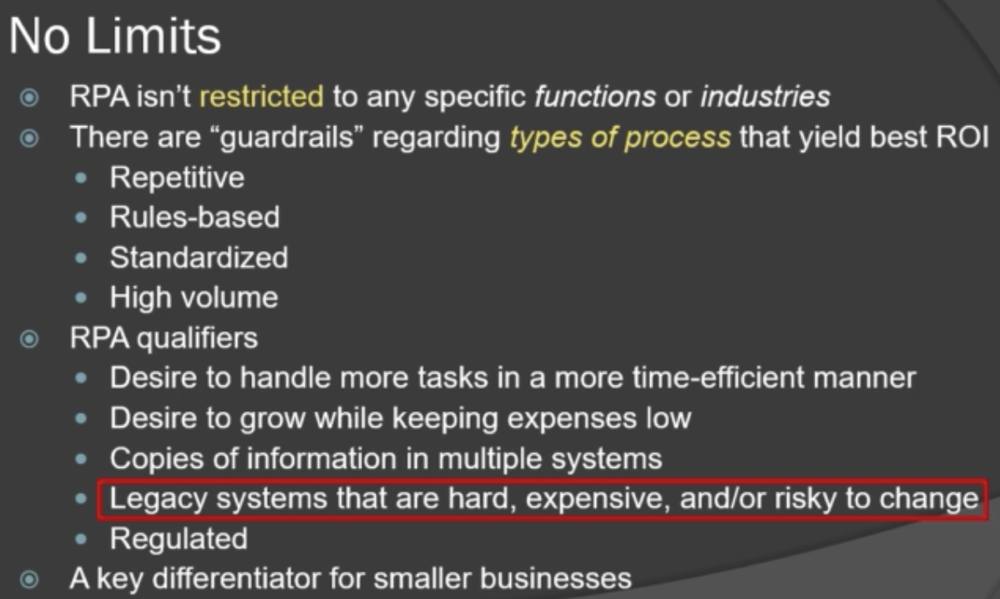 No Limits
RPA isn't restricted to any specific functions or industries
There are “guardrails” regarding types of process that yield best ROI
Repetitive
Rules-based
Standardized
High volume
RPA qualifiers
Desire to handle more tasks in a more time-efficient manner
Desire to grow while keeping expenses low
Copies of information in multiple systems
Legacy systems that are hard, expensive, and/or risky to change
Regulated
A key differentiator for smaller businesses